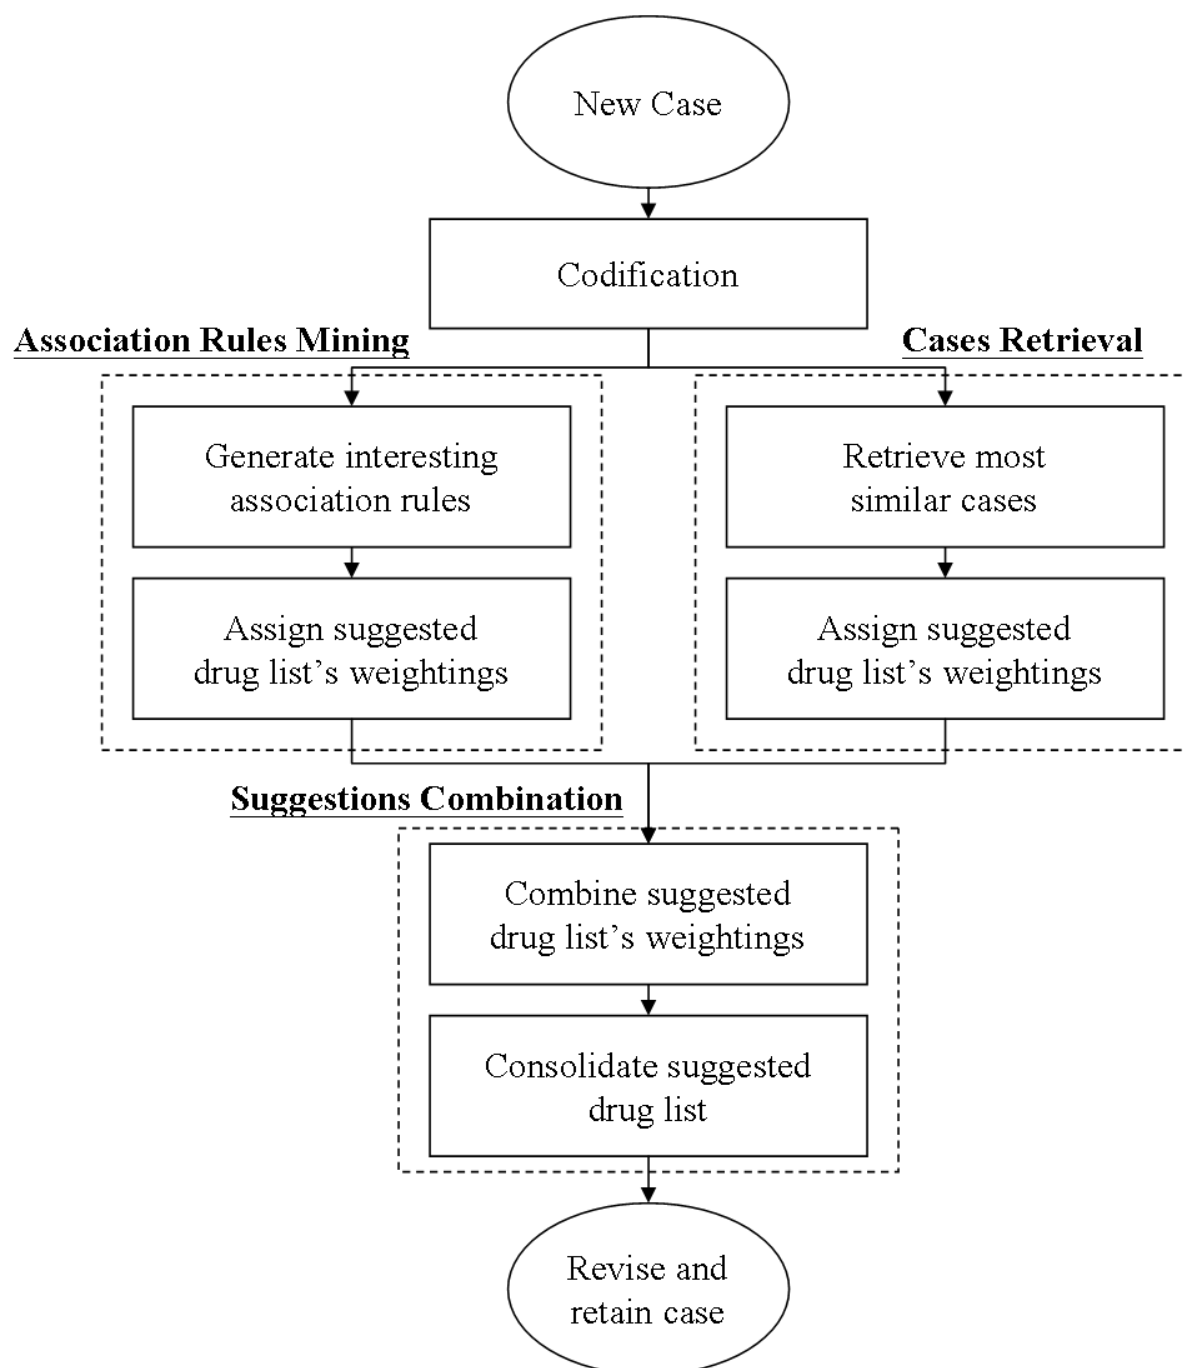 New Case
Codification
Association Rules Mining
Cases Retrieval
Generate interesting
association rules
Retrieve most
similar cases
Assign suggested
drug list’s weightings
Assign suggested
drug list’s weightings
Suggestions Combination
Combine suggested
drug list’s weightings
Consolidate suggested
drug list
Revise and
retain case